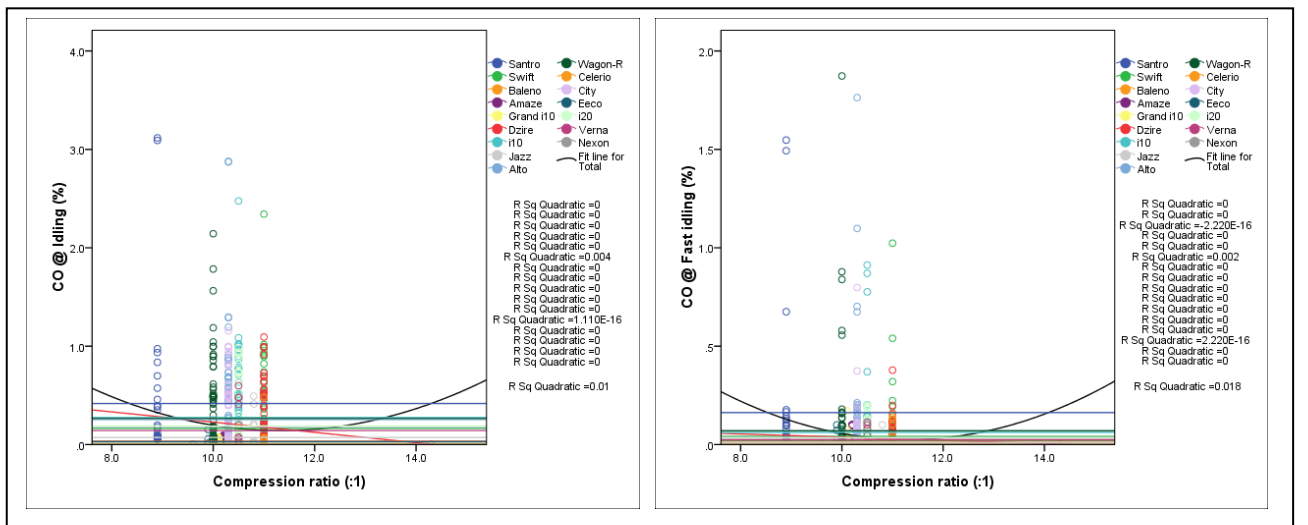 4.0
3.0
2.0
1.0
.0
8.0 10.0 12.0 14.0
CO @ Idling (%)
Compression ratio (:1)
Santro Wagon-R
Swift Celerio
Baleno City
Amaze Eeco
Grand i10 i20
Dzire Verna
i10 Nexon
Jazz Fit line for
Alto Total
R Sq Quadratic =0
R Sq Quadratic =0
R Sq Quadratic =0
R Sq Quadratic =0
R Sq Quadratic =0
R Sq Quadratic =0.004
R Sq Quadratic =0
R Sq Quadratic =0
R Sq Quadratic =0
R Sq Quadratic =0
R Sq Quadratic =0
R Sq Quadratic =1.110E-16
R Sq Quadratic =0
R Sq Quadratic =0
R Sq Quadratic =0
R Sq Quadratic =0
R Sq Quadratic =0.01
2.0
1.5
1.0
.5
.0
8.0 10.0 12.0 14.0
CO @ Fast idling (%)
Compression ratio (:1)
Santro Wagon-R
Swift Celerio
Baleno City
Amaze Eeco
Grand i10 i20
Dzire Verna
i10 Nexon
Jazz Fit line for
Alto Total
R Sq Quadratic =0
R Sq Quadratic =0
R Sq Quadratic =-2.220E-16
R Sq Quadratic =0
R Sq Quadratic =0
R Sq Quadratic =0.002
R Sq Quadratic =0
R Sq Quadratic =0
R Sq Quadratic =0
R Sq Quadratic =0
R Sq Quadratic =0
R Sq Quadratic =0
R Sq Quadratic =0
R Sq Quadratic =2.220E-16
R Sq Quadratic =0
R Sq Quadratic =0
R Sq Quadratic =0.018